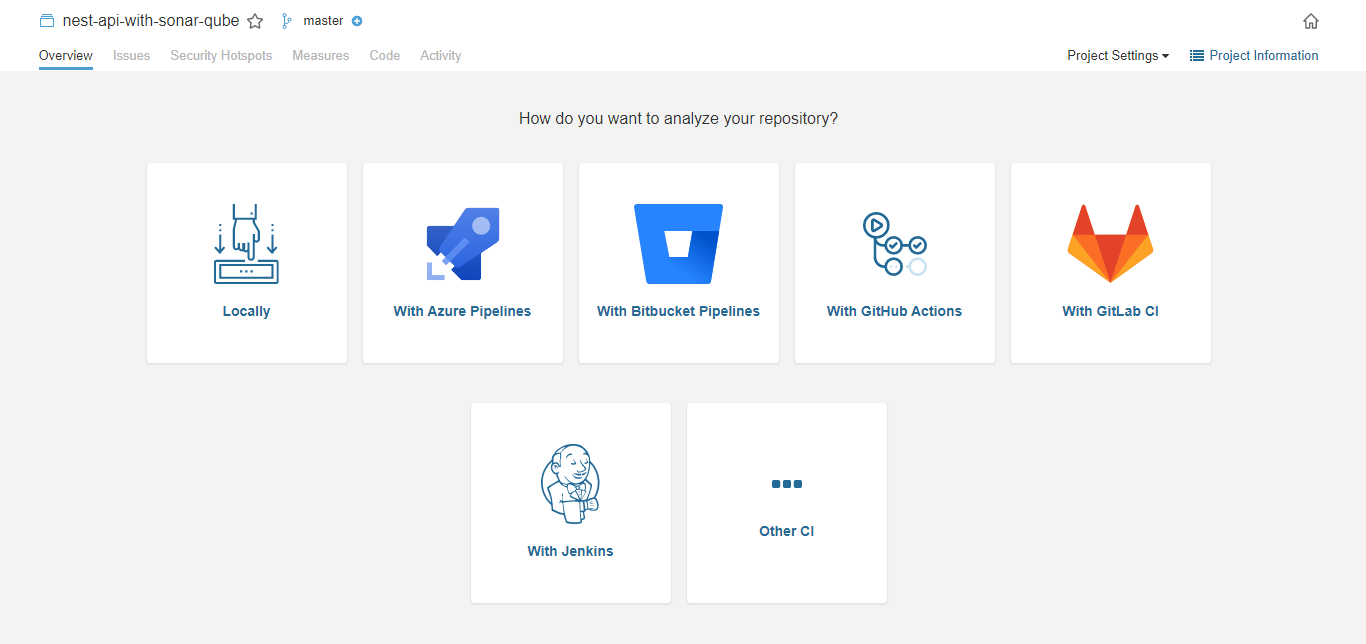 nest-api-with-sonar-qube master
Overview Issues Security Hotspots Measures Code Activity Project Settings Project Information
How do you want to analyze your repository?
Locally With Azure Pipelines With Bitbucket Pipelines With GitHub Actions With GitLab CI
With Jenkins Other CI